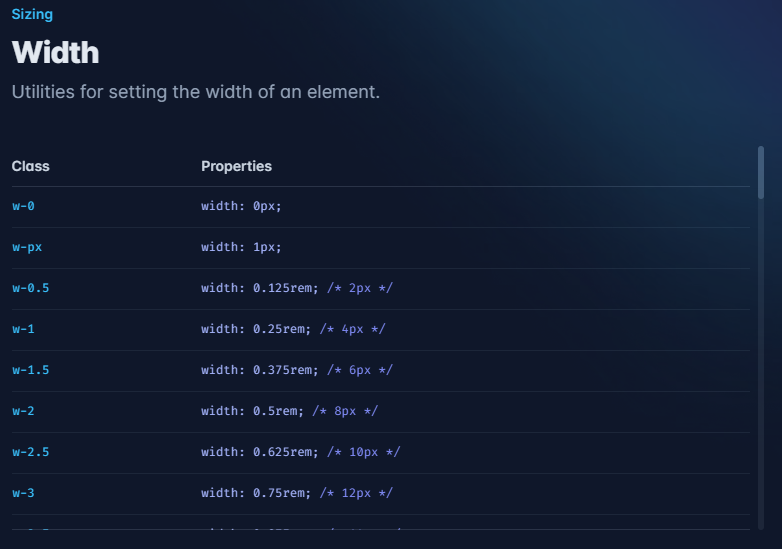 Sizing
Width
Utilities for setting the width of an element.
Class Properties
w-0 width: 0px;
w-px width: 1px;
w-0.5 width: 0.125rem; /* 2px */
w-1 width: 0.25rem; /* 4px */
w-1.5 width: 0.375rem; /* 6px */
w-2 width: 0.5rem; /* 8px */
w-2.5 width: 0.625rem; /* 10px */
w-3 width: 0.75rem; /* 12px */